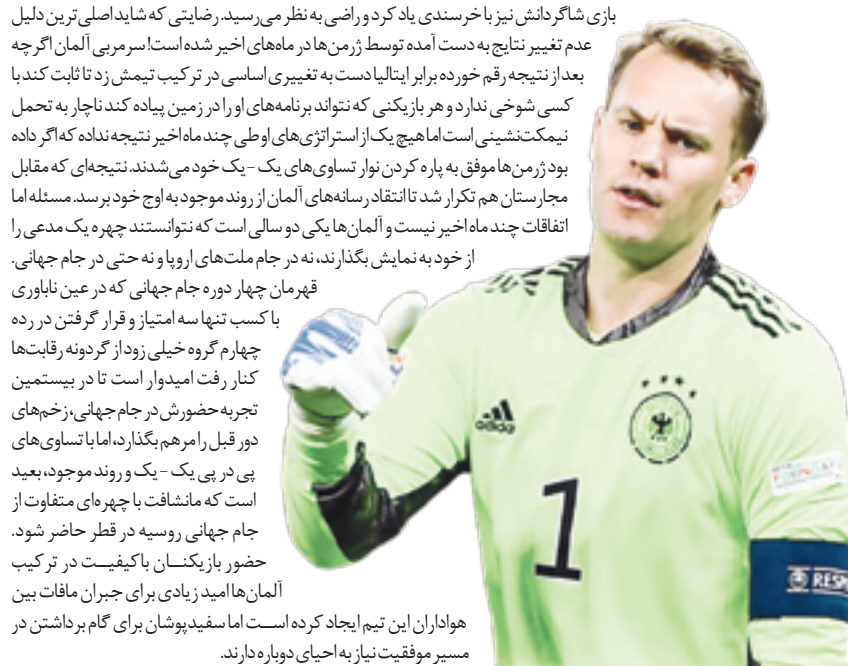 بازی شاگردانش نیز با خرسندی یاد کرد و راضی به نظر می‌رسید. رضایتی که شاید اصلی‌ترین دلیل
عدم تغییر نتایج به دست آمده توسط ژرمن‌ها در ماه‌های اخیر شده است! سرمربی آلمان اگرچه
بعد از نتیجه رقم خورده برابر ایتالیا دست به تغییری اساسی در ترکیب تیمش زد تا ثابت کند با
کسی شوخی ندارد و هر بازیکنی که نتواند برنامه‌های او را در زمین پیاده کند ناچار به تحمل
نیمکت‌نشینی است اما هیچ یک از استراتژی‌های او طی چند ماه اخیر نتیجه نداده که اگر داده
بود ژرمن‌ها موفق به پاره کردن نوار تساوی‌های یک - یک خود می‌شدند. نتیجه‌ای که مقابل
مجارستان هم تکرار شد تا انتقاد رسانه‌های آلمان از روند موجود به اوج خود برسد. مسئله اما
اتفاقات چند ماه اخیر نیست و آلمان‌ها یکی دو سالی است که نتوانستند چهره یک مدعی را
از خود به نمایش بگذارند، نه در جام ملت‌های اروپا و نه حتی در جام جهانی.
قهرمان چهار دوره جام جهانی که در عین ناباوری
با کسب تنها سه امتیاز و قرار گرفتن در رده
چهارم گروه خیلی زود از گردونه رقابت‌ها
کنار رفت امیدوار است تا در بیستمین
تجربه حضورش در جام جهانی، زخم‌های
دور قبل را مرهم بگذارد، اما با تساوی‌های
پی در پی یک - یک و روند موجود، بعید
است که مانشافت با چهره‌ای متفاوت از
جام جهانی روسیه در قطر حاضر شود.
حضور بازیکنان باکیفیت در ترکیب
آلمان‌ها امید زیادی برای جبران مافات بین
هواداران این تیم ایجاد کرده است اما سفیدپوشان برای گام برداشتن در
مسیر موفقیت نیاز به احیای دوباره دارند.
adidas
1
RESP